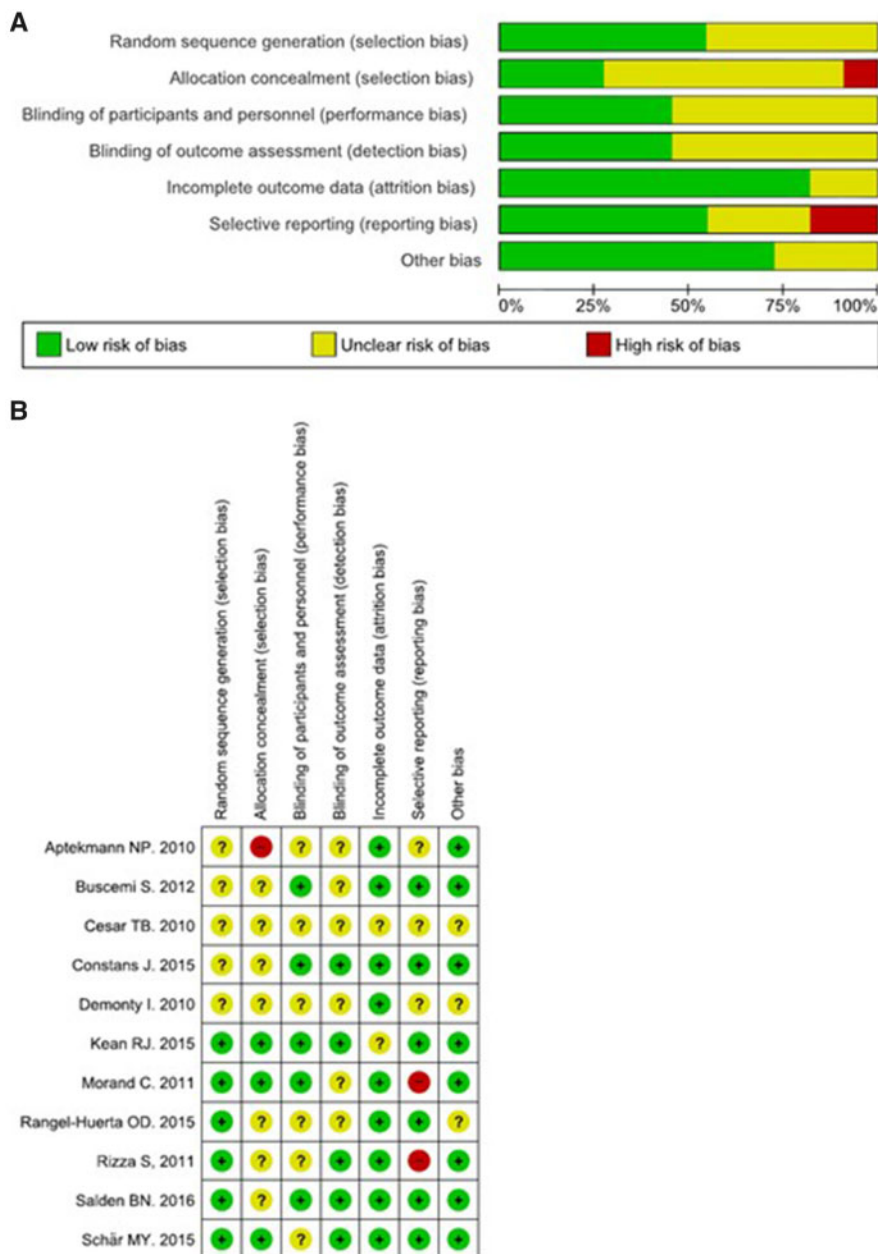 A
Random sequence generation (selection bias)
Allocation concealment (selection bias)
Blinding of participants and personnel (performance bias)
Blinding of outcome assessment (detection bias)
Incomplete outcome data (attrition bias)
Selective reporting (reporting bias)
Other bias
0% 25% 50% 75% 100%
Low risk of bias Unclear risk of bias High risk of bias
B
Random sequence generation (selection bias)
Allocation concealment (selection bias)
Blinding of participants and personnel (performance bias)
Blinding of outcome assessment (detection bias)
Incomplete outcome data (attrition bias)
Selective reporting (reporting bias)
Other bias
Aptekmann NP. 2010 ? - ? ? + ? +
Buscemi S. 2012 ? ? + ? + + +
Cesar TB. 2010 ? ? ? ? ? ? ?
Constans J. 2015 ? ? + + + + +
Demonty I. 2010 ? ? ? ? + ? ?
Kean RJ. 2015 + + + + ? + +
Morand C. 2011 + + + ? + - +
Rangel-Huerta OD. 2015 + ? ? ? + + ?
Rizza S, 2011 + ? ? + + - +
Salden BN. 2016 + ? + + + + +
Schär MY. 2015 + + ? + + + +